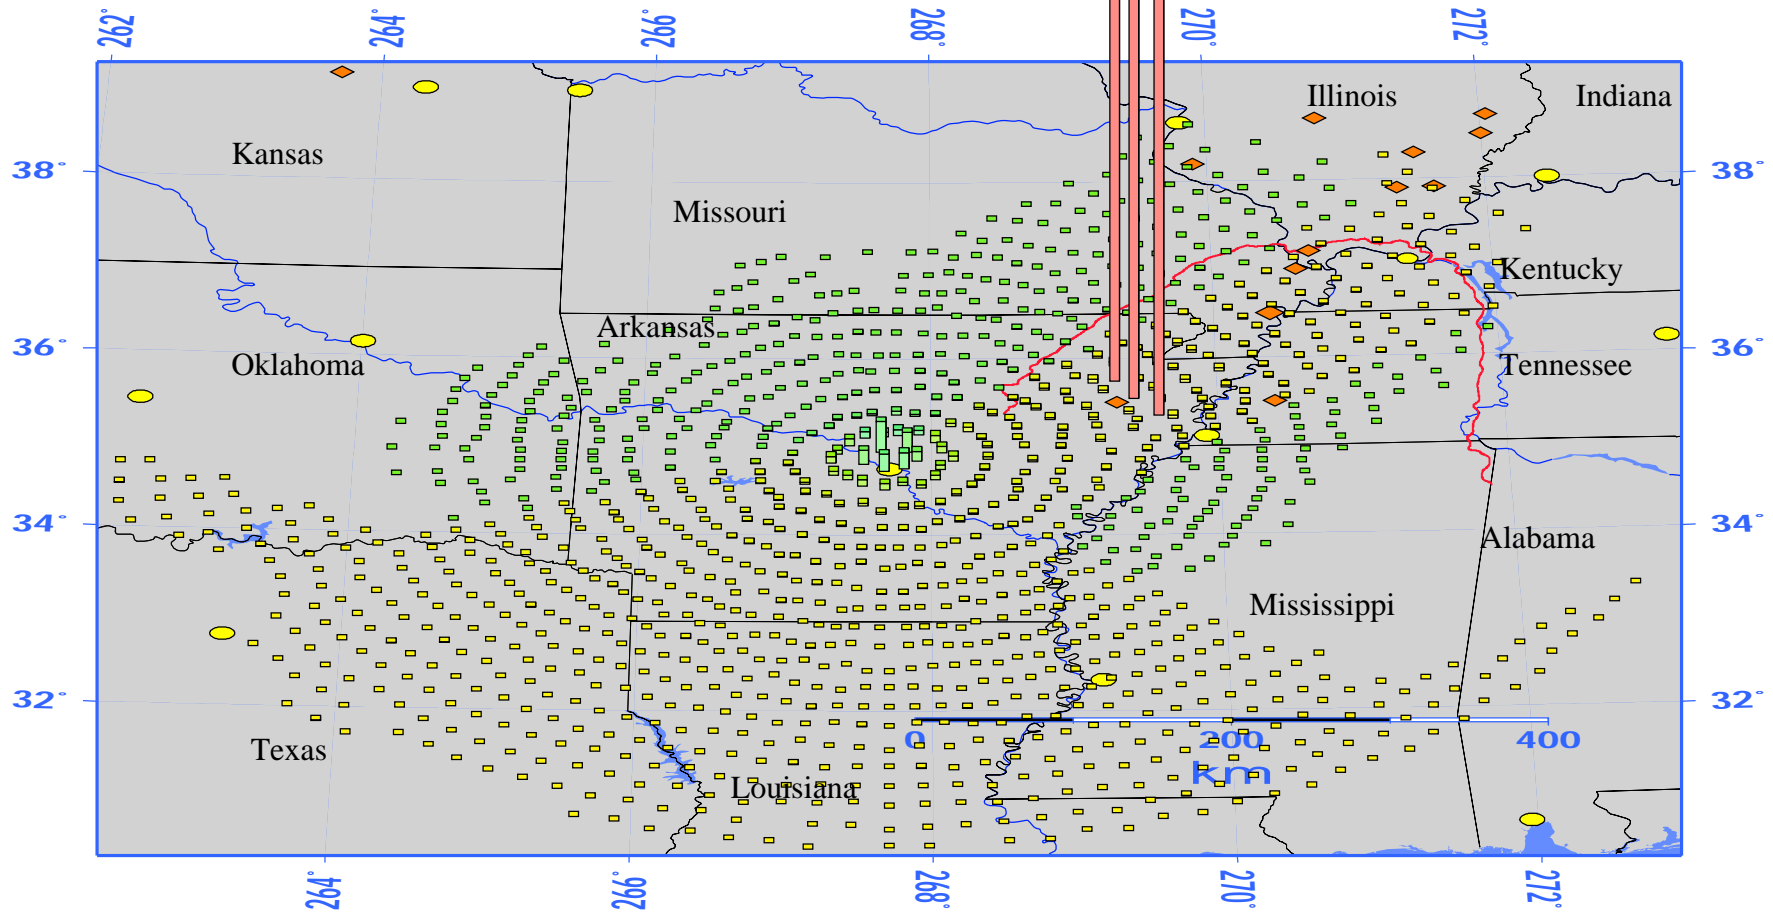 262° 264° 266° 268° 270° 272°
Illinois Indiana
Kansas
38° 38°
Missouri
Kentucky
Arkansas
36° 36°
Oklahoma Tennessee
34° 34°
Alabama
Mississippi
32° 32°
0 200 400
Texas
km
Louisiana
264° 266° 268° 270° 272°